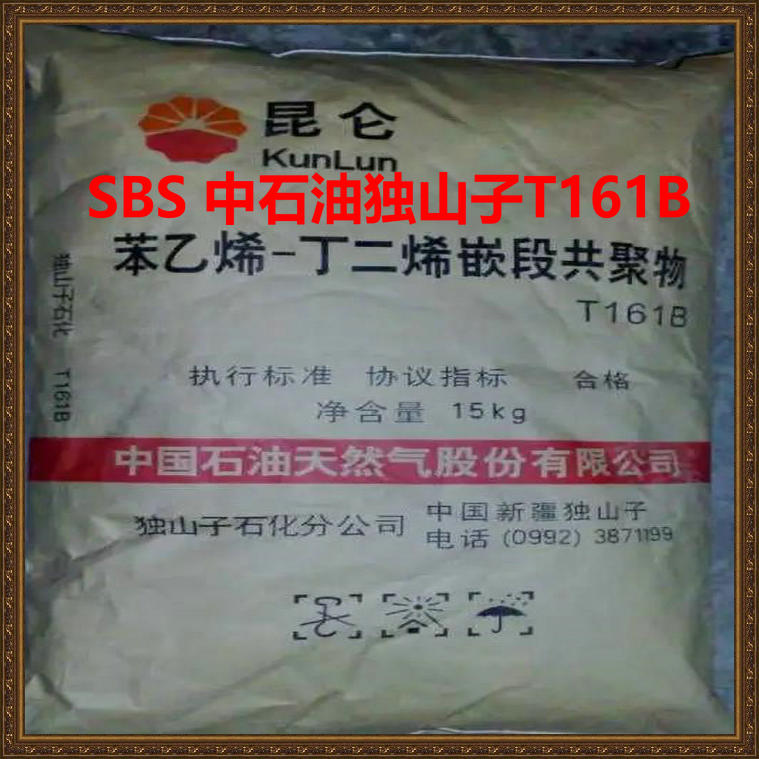 昆仑
KunLun
SBS 中石油独山子T161B
苯乙烯-丁二烯嵌段共聚物
T161B
独山子石化 T161B
执行标准 协议指标 合格
净含量 15kg
中国石油天然气股份有限公司
独山子石化分公司
中国新疆独山子
电话 (0992) 3871199